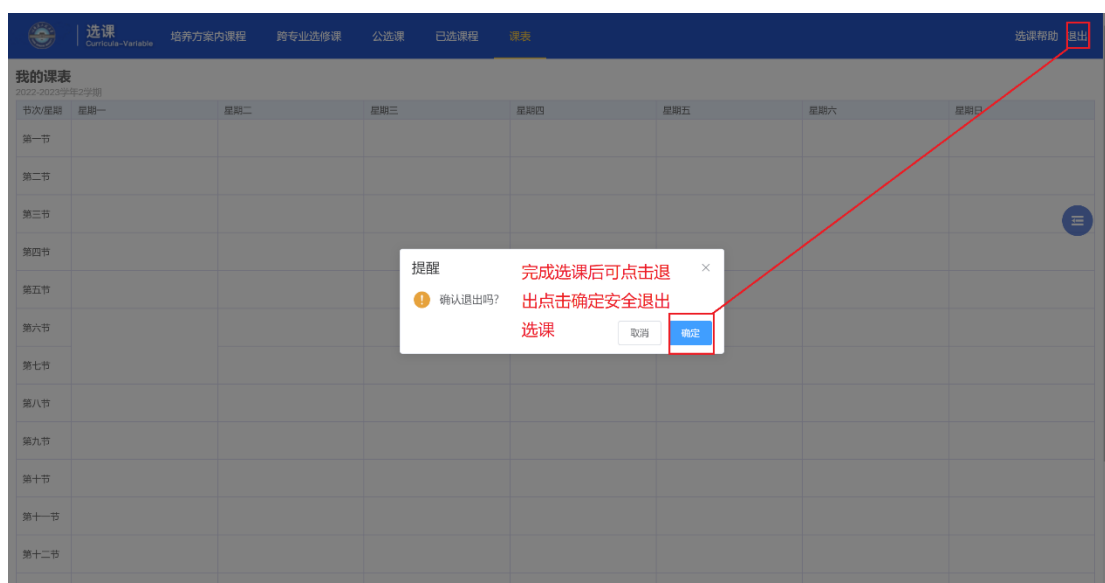 选课
Curricula-Variable
培养方案内课程 跨专业选修课 公选课 已选课程 课表
选课帮助 退出
我的课表
2022-2023学年2学期
节次/星期 星期一 星期二 星期三 星期四 星期五 星期六 星期日
第一节
第二节
第三节
第四节
第五节
第六节
第七节
第八节
第九节
第十节
第十一节
第十二节
提醒
确认退出吗?
取消 确定
完成选课后可点击退
出点击确定安全退出
选课